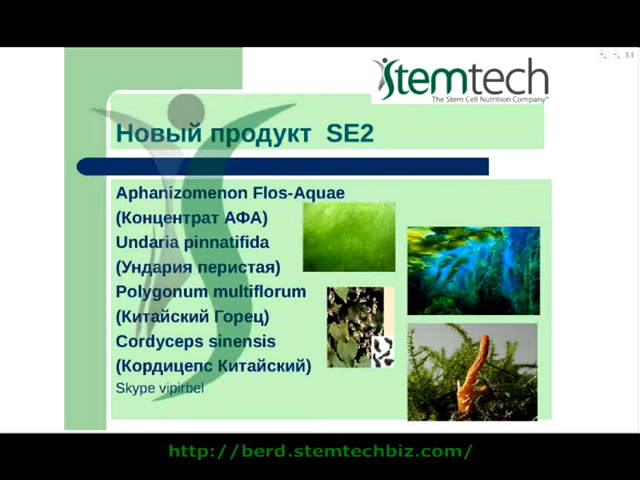 Stemtech
The Stem Cell Nutrition Company
Новый продукт SE2
Aphanizomenon Flos-Aquae
(Концентрат АФА)
Undaria pinnatifida
(Ундария перистая)
Polygonum multiflorum
(Китайский Горец)
Cordyceps sinensis
(Кордицепс Китайский)
Skype vipirbel
http://berd.stemtechbiz.com/